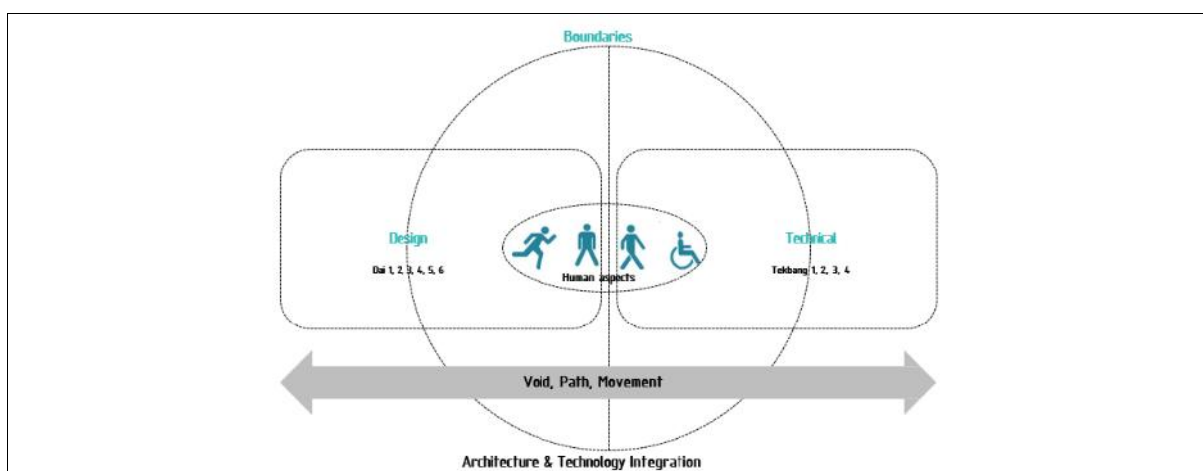 Boundaries
Design
Technical
Dai 1, 2, 3, 4, 5, 6
Human aspects
Tekbang 1, 2, 3, 4
Void, Path, Movement
Architecture & Technology Integration